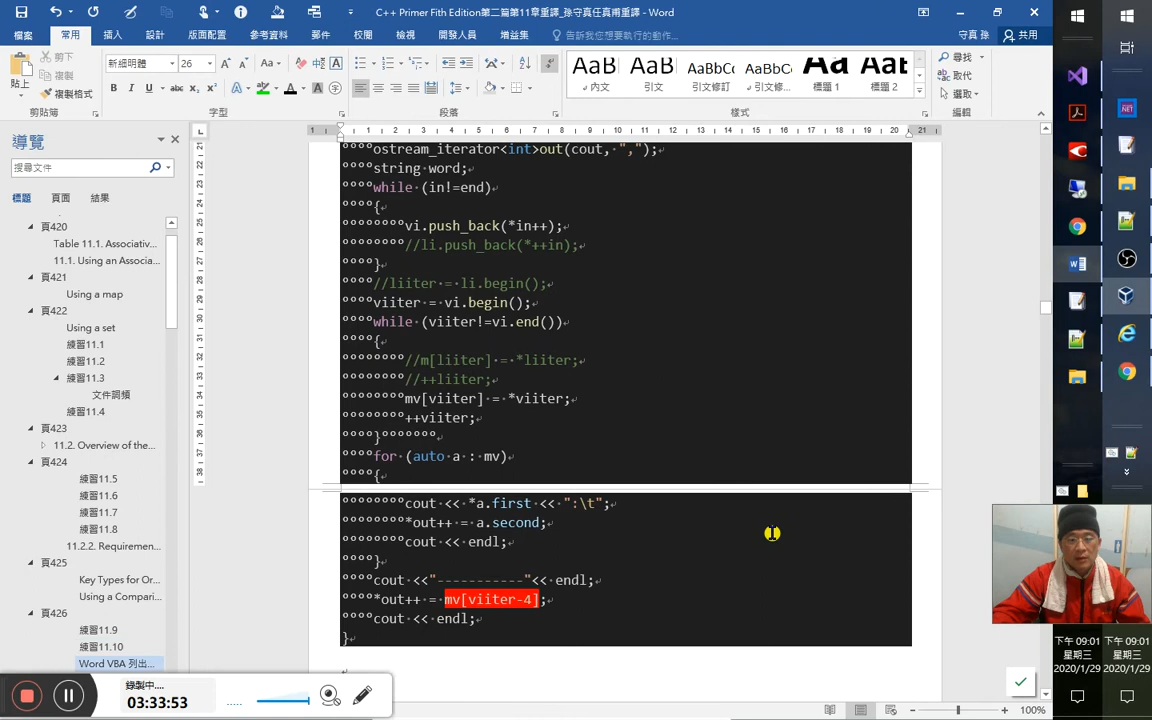 C++ Primer Fith Edition第二篇第11章重譯_孫守真任真甫重譯 - Word
檔案
常用
插入
設計
版面配置
參考資料
郵件
校閱
檢視
開發人員
增益集
告訴我您想要執行的動作...
守真 孫
共用
貼上
剪下
複製
複製格式
剪貼簿
新細明體
26
字型
段落
AaB
內文
AaB
引文
AaBbCc
引文修訂
AaBbCc
引文修...
Aa
標題 1
Aat
標題 2
樣式
尋找
取代
選取
編輯
導覽
搜尋文件
標題
頁面
結果
頁420
Table 11.1. Associativ...
11.1. Using an Associa...
頁421
Using a map
頁422
Using a set
練習11.1
練習11.2
練習11.3
文件詞頻
練習11.4
頁423
11.2. Overview of the...
頁424
練習11.5
練習11.6
練習11.7
練習11.8
11.2.2. Requiremen...
頁425
Key Types for Or...
Using a Compari...
頁426
練習11.9
練習11.10
Word VBA 列出...
ostream_iterator<int>out(cout, ",");
string word;
while (in!=end)
{
vi.push_back(*in++);
//li.push_back(*++in);
}
//liiter = li.begin();
viiter = vi.begin();
while (viiter!=vi.end())
{
//m[liiter] = *liiter;
//++liiter;
mv[viiter] = *viiter;
++viiter;
}
for (auto a : mv)
{
cout << *a.first << ":\t";
*out++ = a.second;
cout << endl;
}
cout <<"-----------"<< endl;
*out++ = mv[viiter-4];
cout << endl;
}
錄製中....
03:33:53
100%
下午 09:01
星期三
2020/1/29
下午 09:01
星期三
2020/1/29